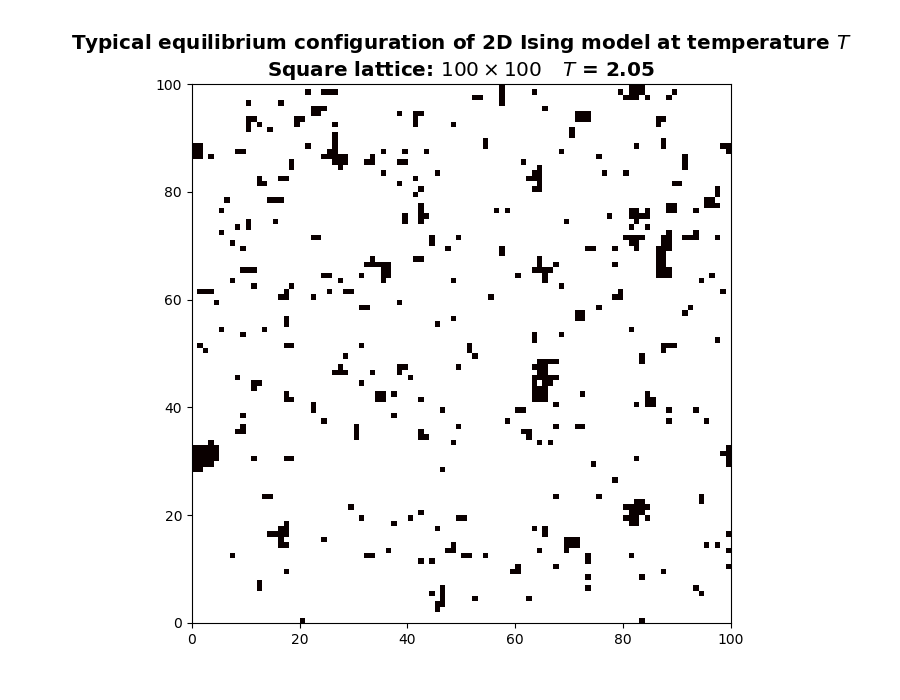 Typical equilibrium configuration of 2D Ising model at temperature T
Square lattice: 100 × 100 T = 2.05
100
80
60
40
20
0
0 20 40 60 80 100